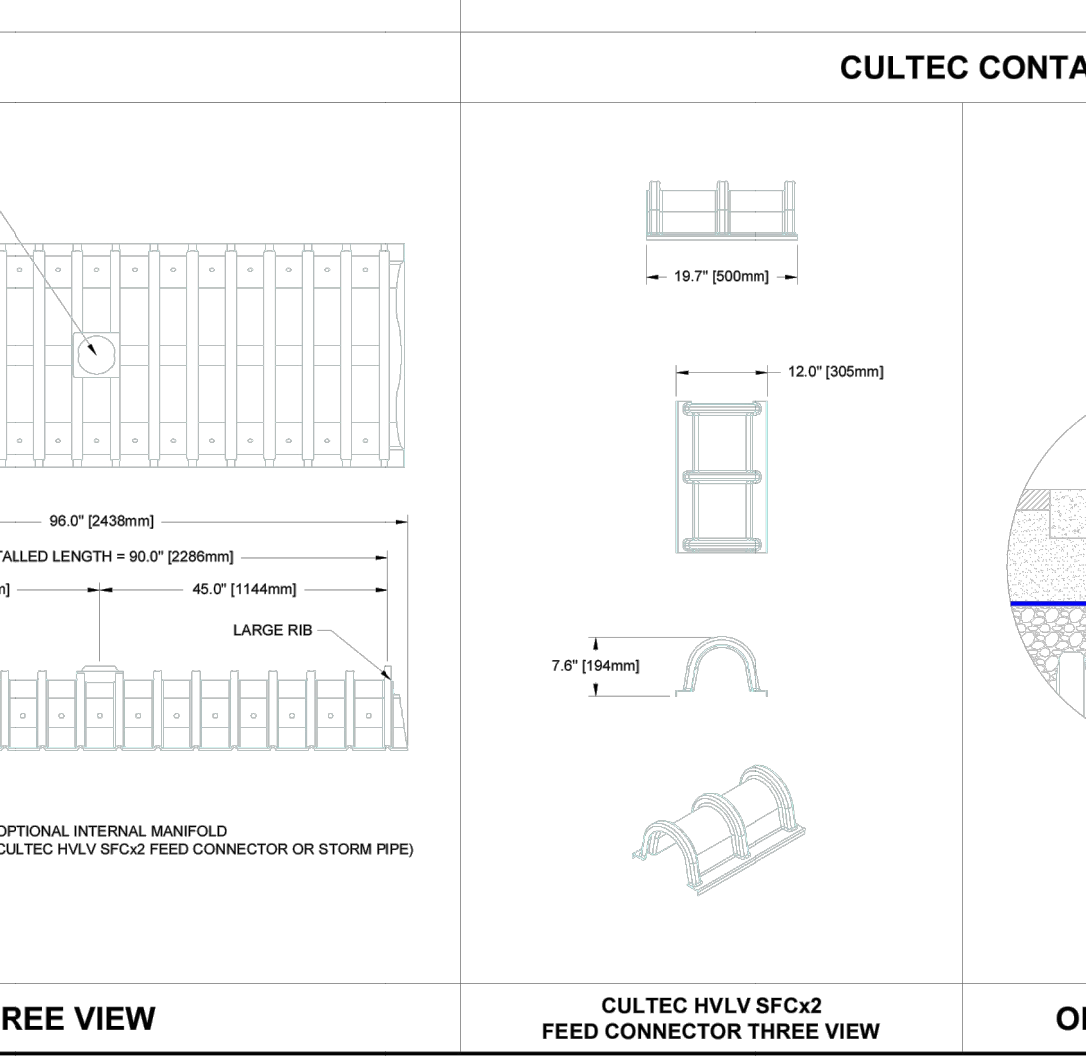 CULTEC CONTA
19.7" [500mm]
12.0" [305mm]
96.0" [2438mm]
TALLED LENGTH = 90.0" [2286mm]
m]
45.0" [1144mm]
LARGE RIB
7.6" [194mm]
OPTIONAL INTERNAL MANIFOLD
CULTEC HVLV SFCx2 FEED CONNECTOR OR STORM PIPE)
REE VIEW
CULTEC HVLV SFCx2
FEED CONNECTOR THREE VIEW